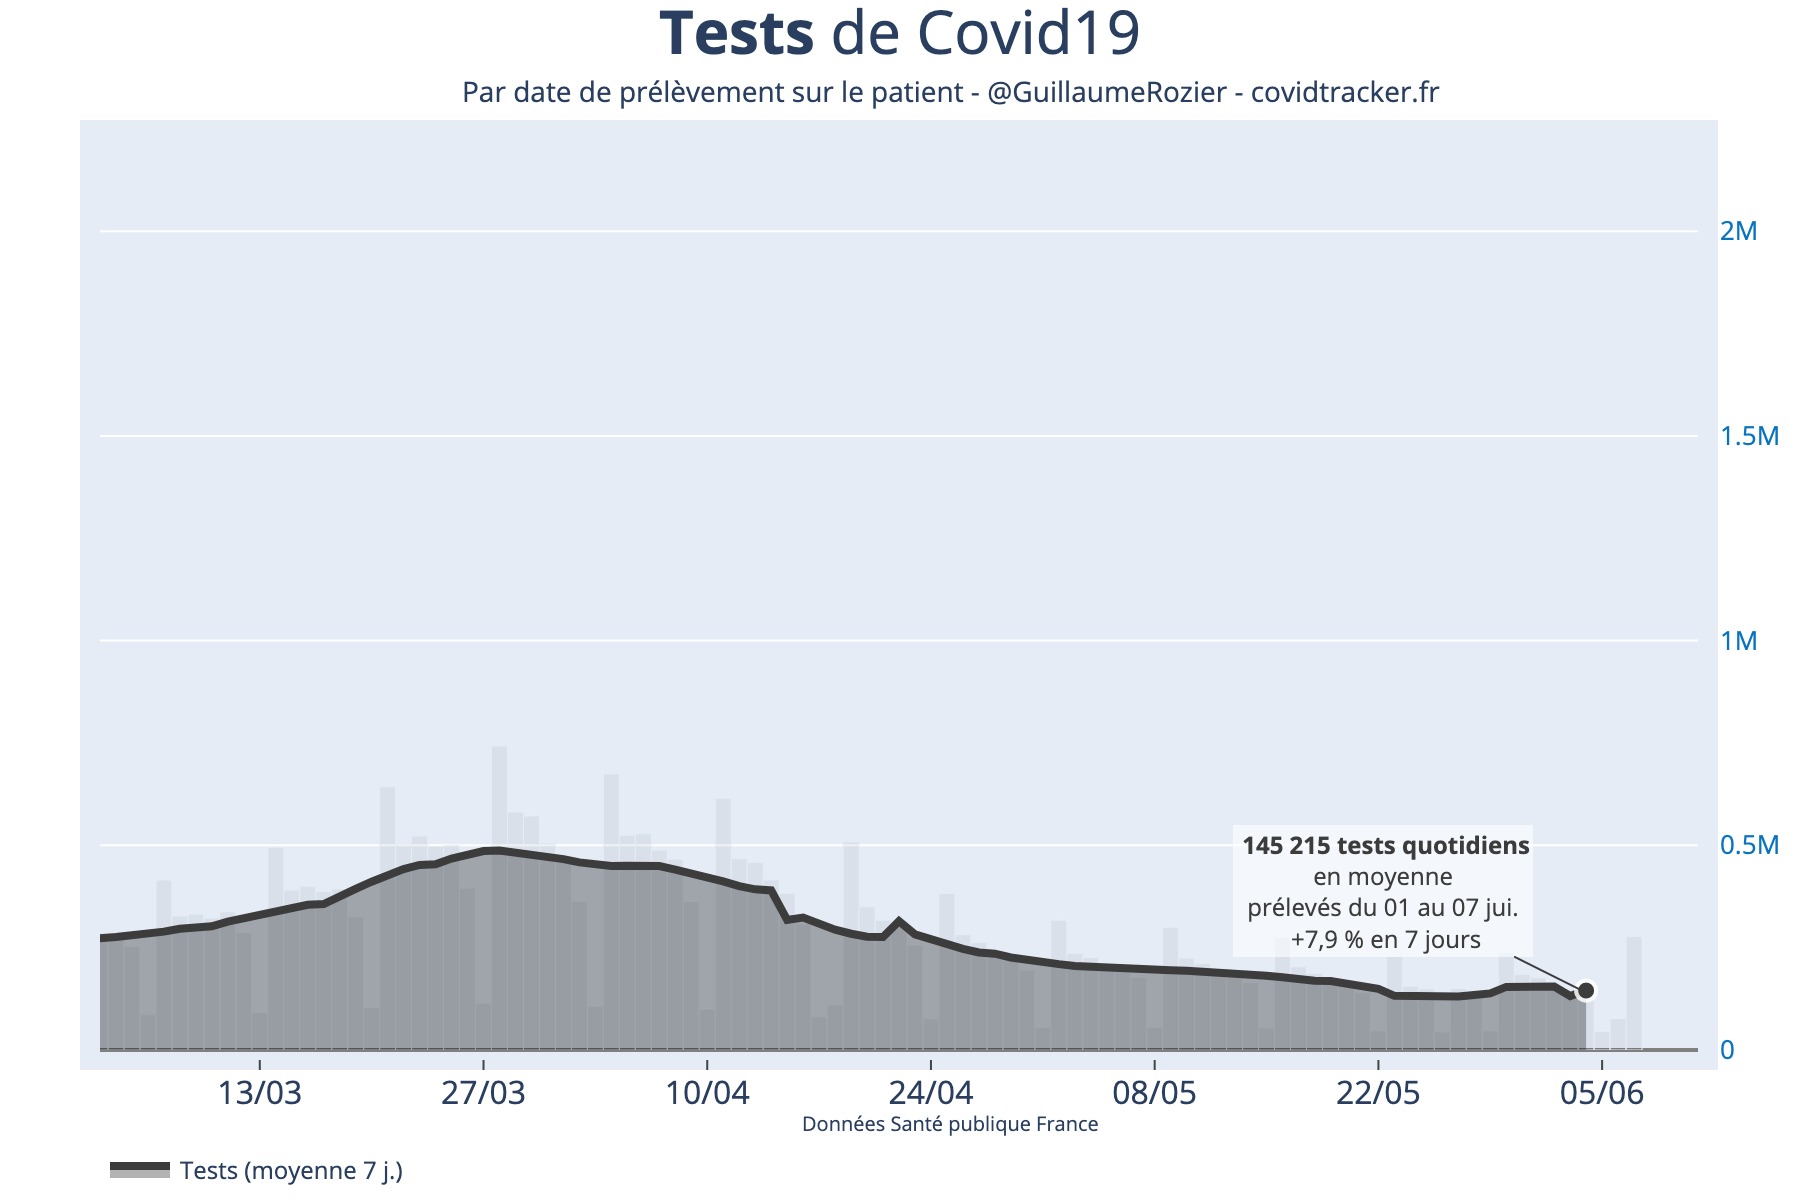 Tests de Covid19
Par date de prélèvement sur le patient - @GuillaumeRozier - covidtracker.fr
2M
1.5M
1M
0.5M
145 215 tests quotidiens
en moyenne
prélevés du 01 au 07 jui.
+7,9 % en 7 jours
0
13/03 27/03 10/04 24/04 08/05 22/05 05/06
Données Santé publique France
Tests (moyenne 7 j.)